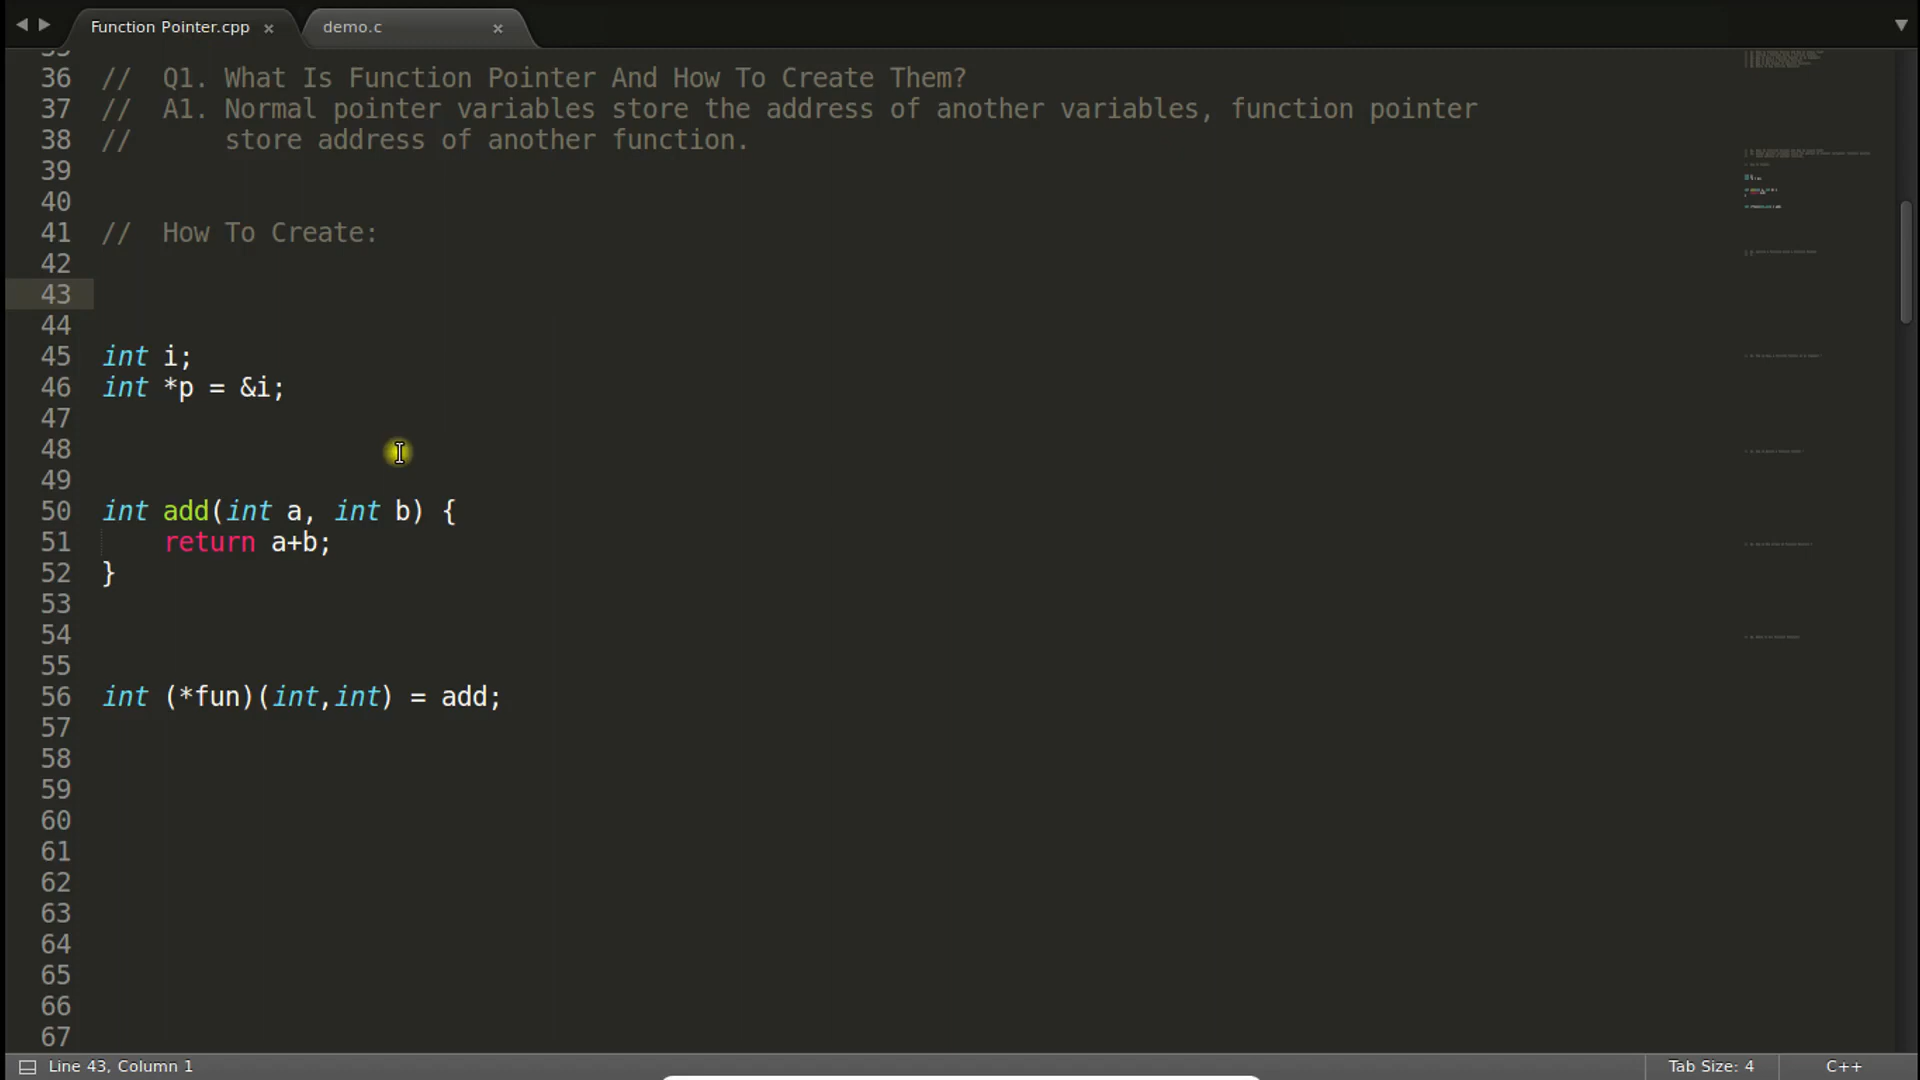 Function Pointer.cpp × demo.c ×
36 // Q1. What Is Function Pointer And How To Create Them?
37 // A1. Normal pointer variables store the address of another variables, function pointer
38 // store address of another function.
39
40
41 // How To Create:
42
43
44
45 int i;
46 int *p = &i;
47
48
49
50 int add(int a, int b) {
51 return a+b;
52 }
53
54
55
56 int (*fun)(int,int) = add;
57
58
59
60
61
62
63
64
65
66
67
Line 43, Column 1 Tab Size: 4 C++